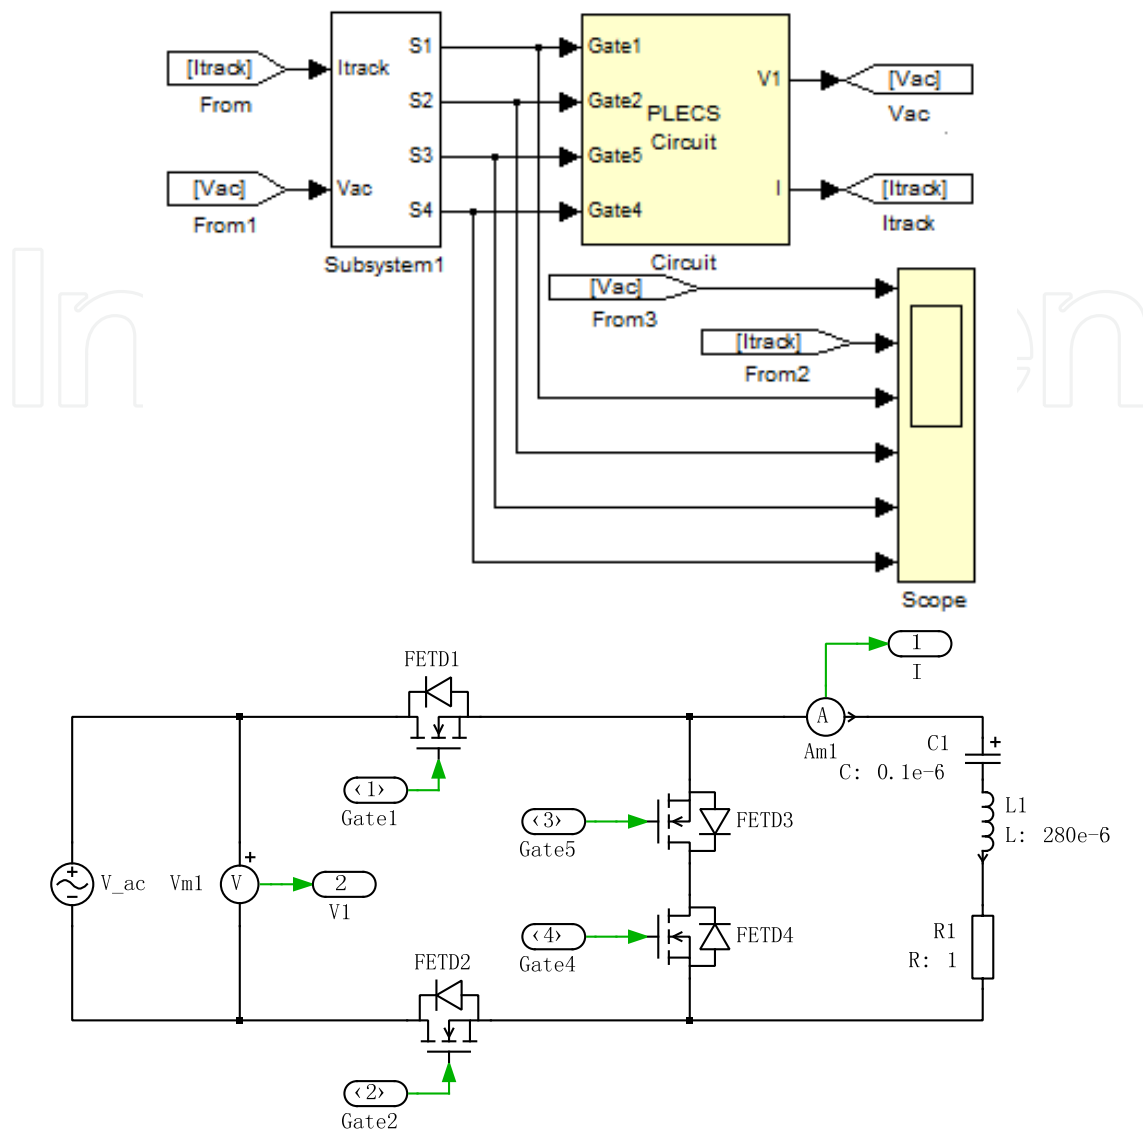 S1
Gate1
[Itrack]
Itrack
V1
[Vac]
From
S2
Gate2
PLECS
Vac
Circuit
S3
Gate5
[Vac]
Vac
I
[Itrack]
From1
S4
Gate4
Itrack
Subsystem1
Circuit
[Vac]
From3
[Itrack]
From2
Scope
1
I
FETD1
A
Am1
C1
+
C: 0.1e-6
‹1›
Gate1
‹3›
Gate5
FETD3
L1
L: 280e-6
V_ac
Vm1
+
V
2
V1
‹4›
Gate4
FETD4
R1
R: 1
FETD2
‹2›
Gate2